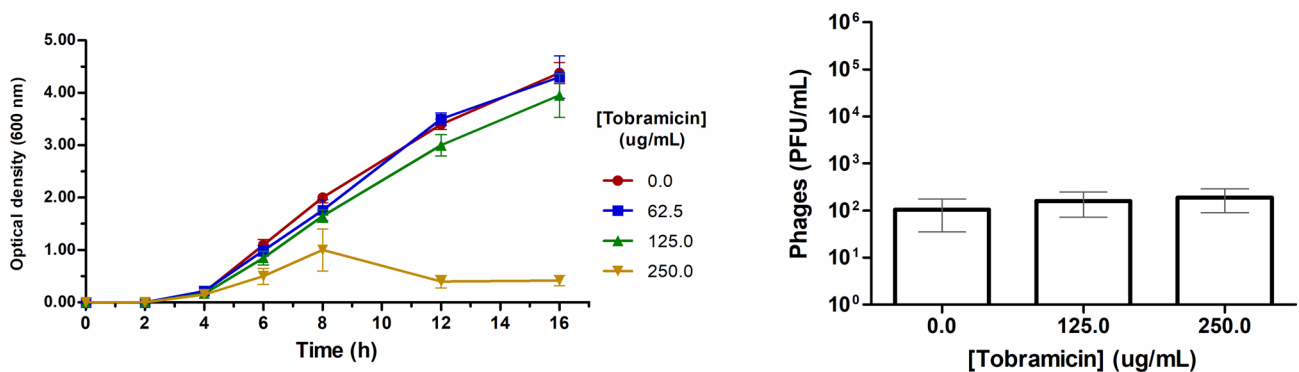 Optical density (600 nm)
5.00
4.00
3.00
2.00
1.00
0.00
0 2 4 6 8 10 12 14 16
Time (h)
[Tobramicin]
(ug/mL)
0.0
62.5
125.0
250.0
Phages (PFU/mL)
10⁶
10⁵
10⁴
10³
10²
10¹
10⁰
0.0 125.0 250.0
[Tobramicin] (ug/mL)